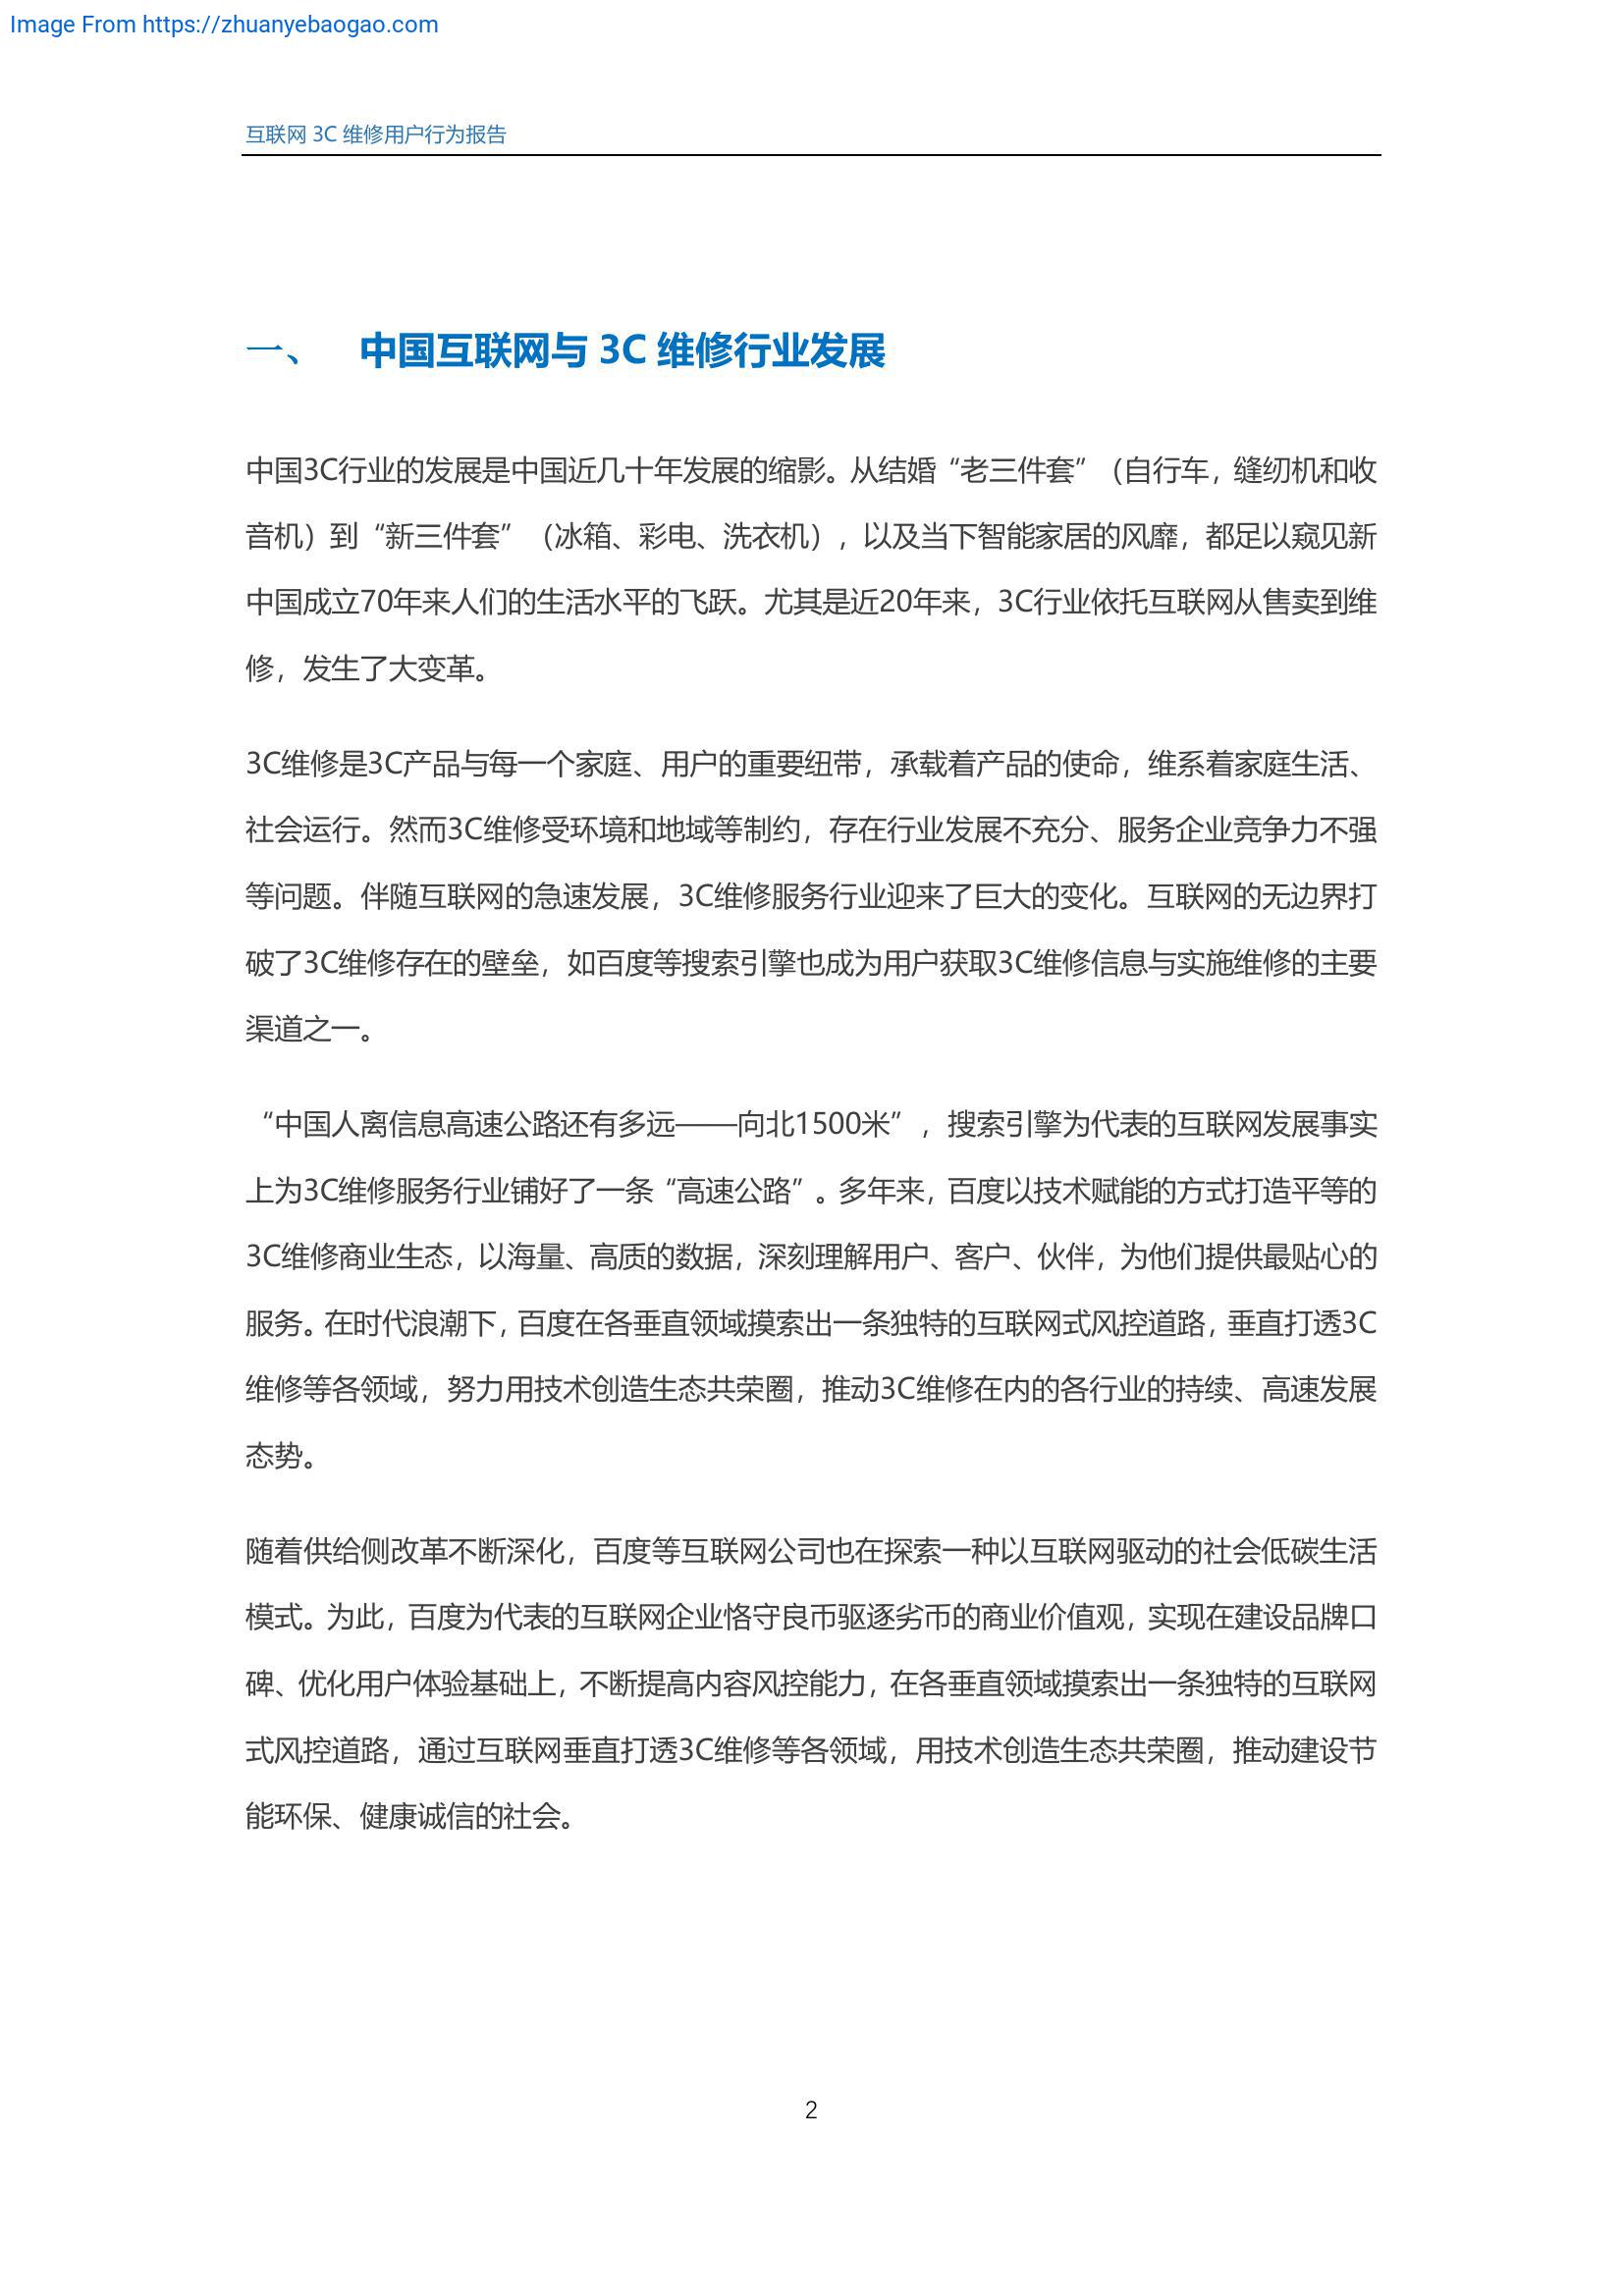 Image From https://zhuanyebaogao.com
互联网 3C 维修用户行为报告
一、 中国互联网与 3C 维修行业发展
中国3C行业的发展是中国近几十年发展的缩影。从结婚“老三件套”（自行车，缝纫机和收
音机）到“新三件套”（冰箱、彩电、洗衣机），以及当下智能家居的风靡，都足以窥见新
中国成立70年来人们的生活水平的飞跃。尤其是近20年来，3C行业依托互联网从售卖到维
修，发生了大变革。
3C维修是3C产品与每一个家庭、用户的重要纽带，承载着产品的使命，维系着家庭生活、
社会运行。然而3C维修受环境和地域等制约，存在行业发展不充分、服务企业竞争力不强
等问题。伴随互联网的急速发展，3C维修服务行业迎来了巨大的变化。互联网的无边界打
破了3C维修存在的壁垒，如百度等搜索引擎也成为用户获取3C维修信息与实施维修的主要
渠道之一。
“中国人离信息高速公路还有多远——向北1500米”，搜索引擎为代表的互联网发展事实
上为3C维修服务行业铺好了一条“高速公路”。多年来，百度以技术赋能的方式打造平等的
3C维修商业生态，以海量、高质的数据，深刻理解用户、客户、伙伴，为他们提供最贴心的
服务。在时代浪潮下，百度在各垂直领域摸索出一条独特的互联网式风控道路，垂直打透3C
维修等各领域，努力用技术创造生态共荣圈，推动3C维修在内的各行业的持续、高速发展
态势。
随着供给侧改革不断深化，百度等互联网公司也在探索一种以互联网驱动的社会低碳生活
模式。为此，百度为代表的互联网企业恪守良币驱逐劣币的商业价值观，实现在建设品牌口
碑、优化用户体验基础上，不断提高内容风控能力，在各垂直领域摸索出一条独特的互联网
式风控道路，通过互联网垂直打透3C维修等各领域，用技术创造生态共荣圈，推动建设节
能环保、健康诚信的社会。
2